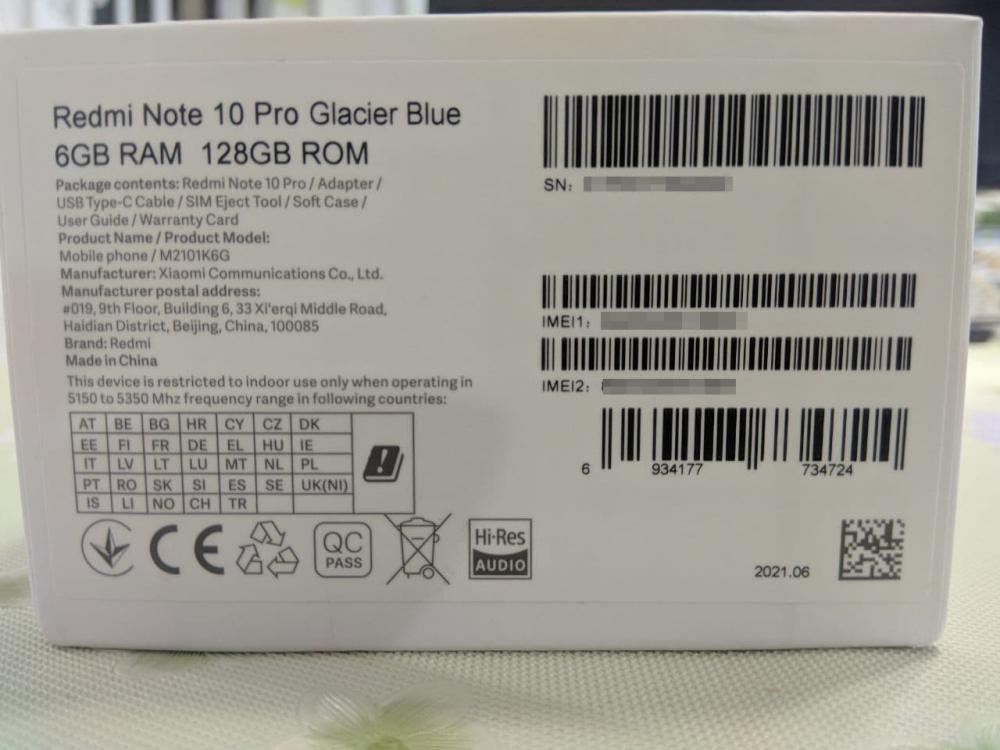 Redmi Note 10 Pro Glacier Blue
6GB RAM 128GB ROM
Package contents: Redmi Note 10 Pro / Adapter /
USB Type-C Cable / SIM Eject Tool / Soft Case /
User Guide / Warranty Card
Product Name / Product Model:
Mobile phone / M2101K6G
Manufacturer: Xiaomi Communications Co., Ltd.
Manufacturer postal address:
#019, 9th Floor, Building 6, 33 Xi'erqi Middle Road,
Haidian District, Beijing, China, 100085
Brand: Redmi
Made in China
This device is restricted to indoor use only when operating in
5150 to 5350 Mhz frequency range in following countries:
AT BE BG HR CY CZ DK
EE FI FR DE EL HU IE
IT LV LT LU MT NL PL
PT RO SK SI ES SE UK(NI)
IS LI NO CH TR
CE
QC
PASS
Hi-Res
AUDIO
SN:
IMEI1:
IMEI2:
6 934177 734724
2021.06